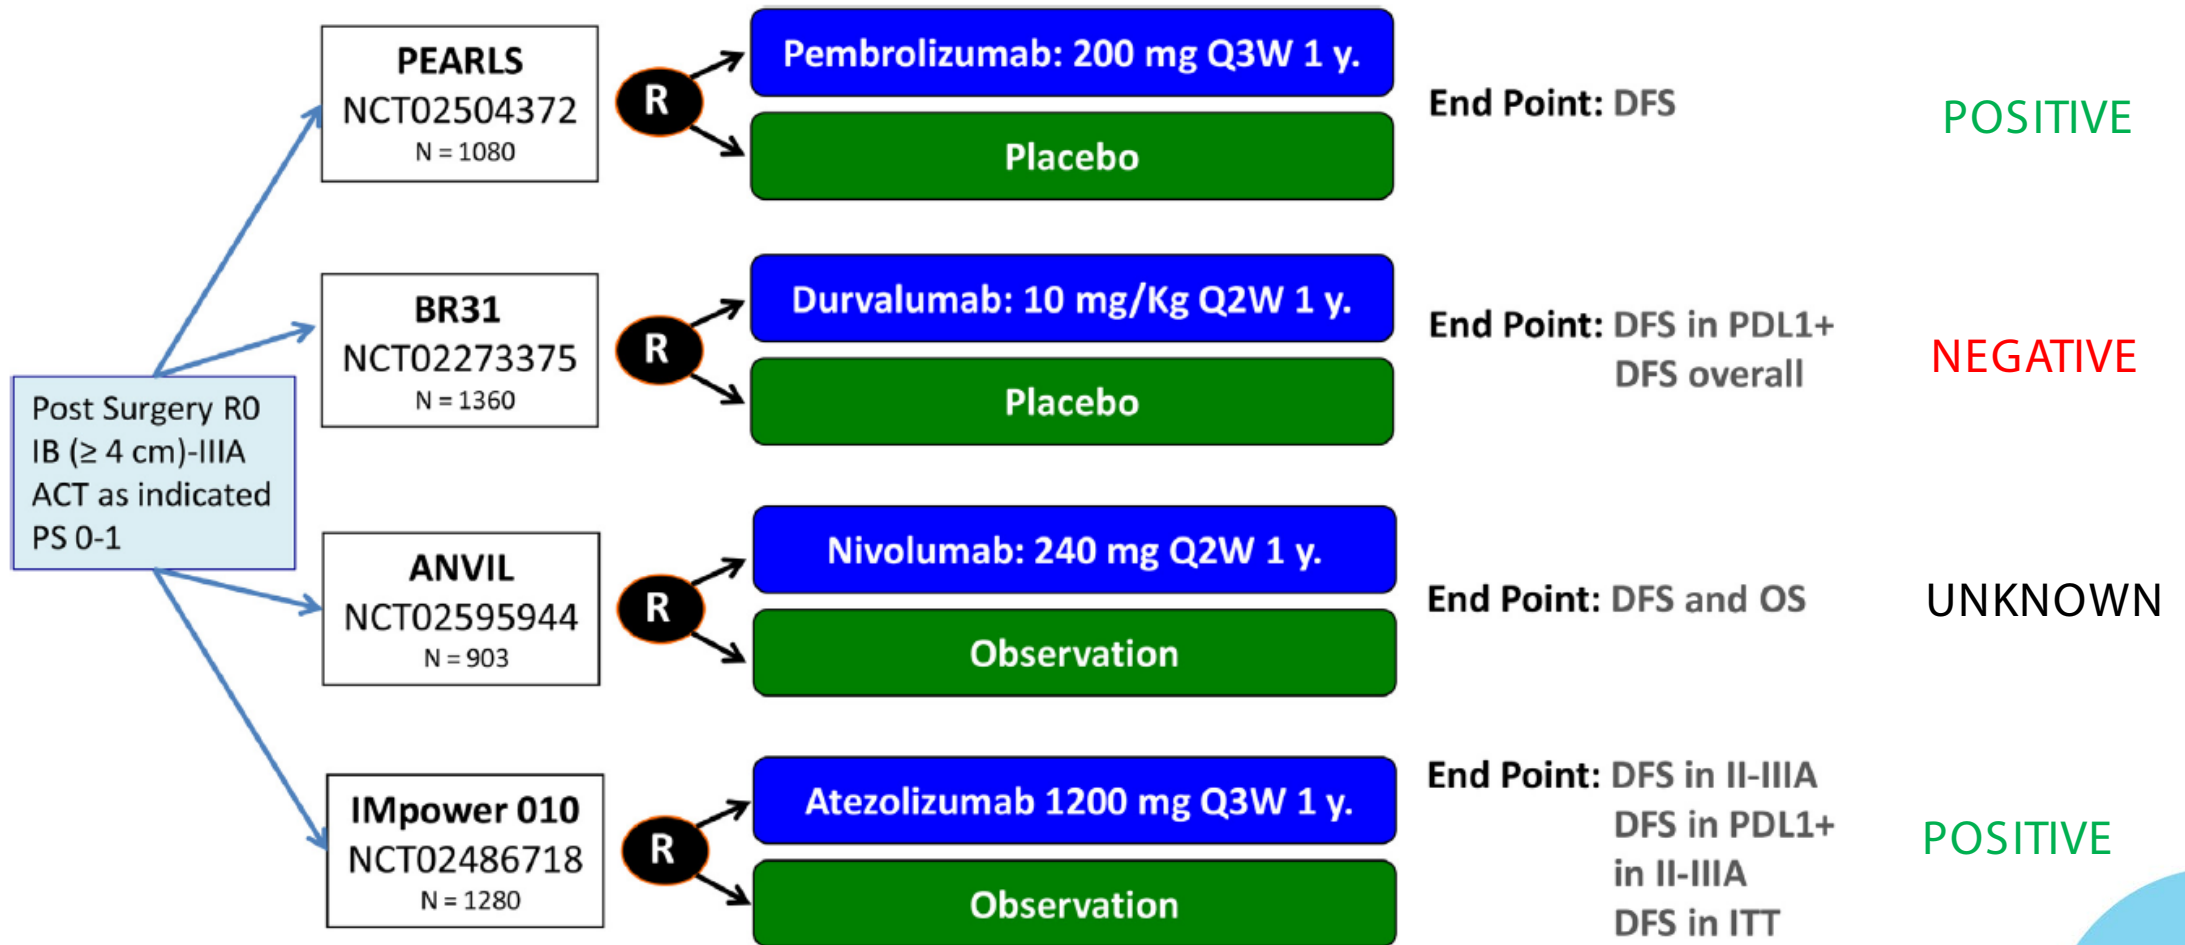 Post Surgery R0
IB (≥ 4 cm)-IIIA
ACT as indicated
PS 0-1
PEARLS
NCT02504372
N = 1080
R
Pembrolizumab: 200 mg Q3W 1 y.
Placebo
End Point: DFS
POSITIVE
BR31
NCT02273375
N = 1360
R
Durvalumab: 10 mg/Kg Q2W 1 y.
Placebo
End Point: DFS in PDL1+
DFS overall
NEGATIVE
ANVIL
NCT02595944
N = 903
R
Nivolumab: 240 mg Q2W 1 y.
Observation
End Point: DFS and OS
UNKNOWN
IMpower 010
NCT02486718
N = 1280
R
Atezolizumab 1200 mg Q3W 1 y.
Observation
End Point: DFS in II-IIIA
DFS in PDL1+
in II-IIIA
DFS in ITT
POSITIVE